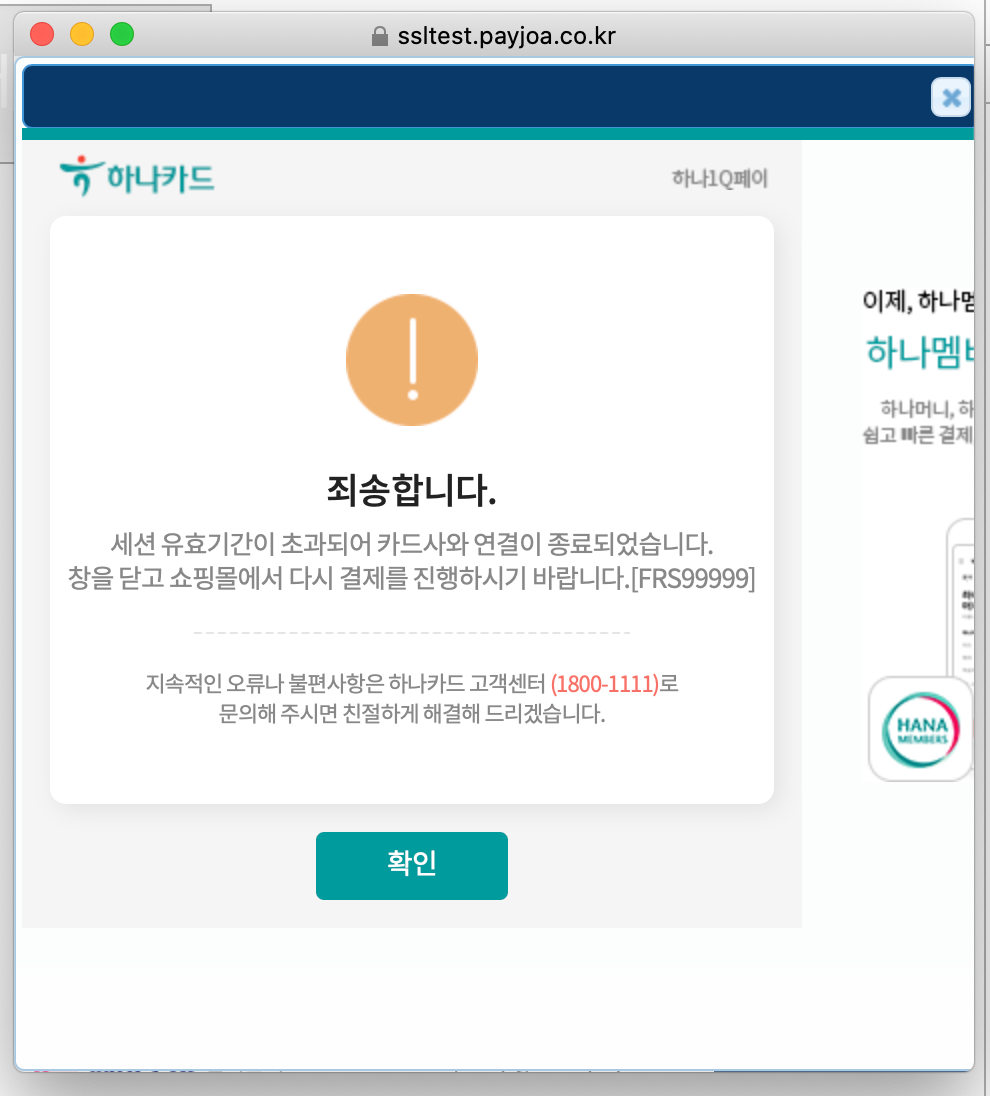 ssltest.payjoa.co.kr
하나카드
하나1Q페이
죄송합니다.
세션 유효기간이 초과되어 카드사와 연결이 종료되었습니다.
창을 닫고 쇼핑몰에서 다시 결제를 진행하시기 바랍니다.[FRS99999]
지속적인 오류나 불편사항은 하나카드 고객센터 (1800-1111)로
문의해 주시면 친절하게 해결해 드리겠습니다.
확인
이제, 하나멤
하나멤
하나머니, 하
쉽고 빠른 결제
HANA
MEMBERS